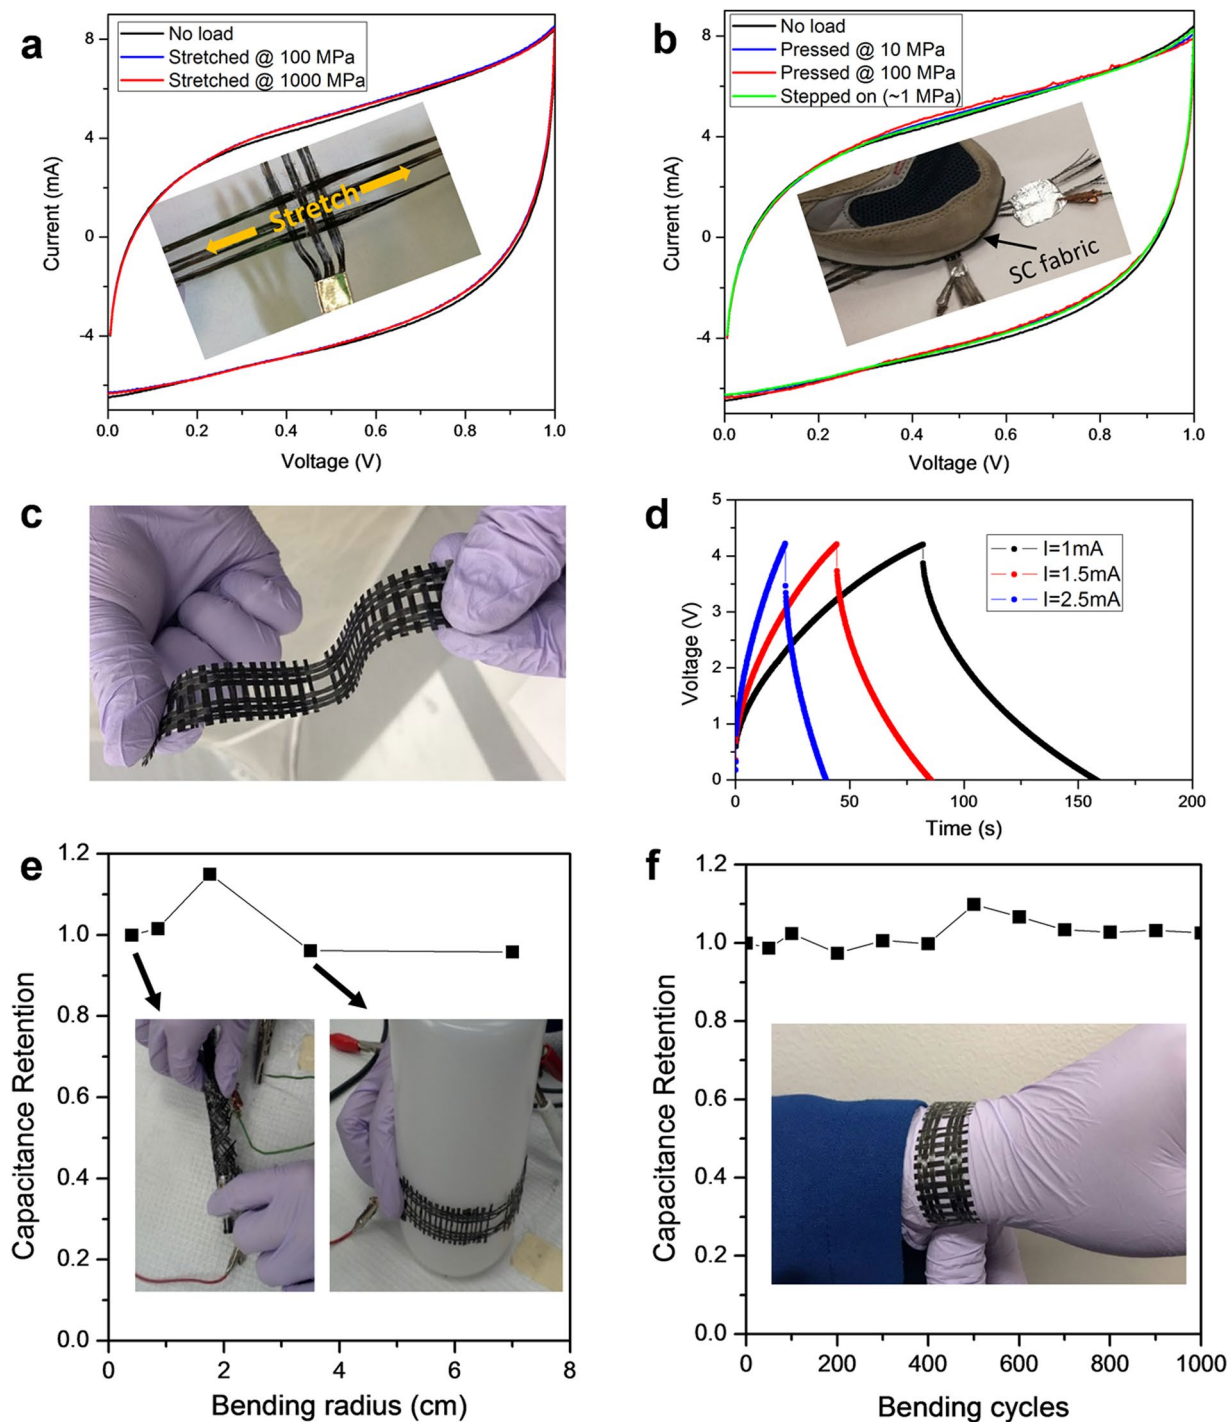 a
No load
Stretched @ 100 MPa
Stretched @ 1000 MPa
Stretch
8
4
0
-4
Current (mA)
0.0 0.2 0.4 0.6 0.8 1.0
Voltage (V)
b
No load
Pressed @ 10 MPa
Pressed @ 100 MPa
Stepped on (~1 MPa)
SC fabric
8
4
0
-4
Current (mA)
0.0 0.2 0.4 0.6 0.8 1.0
Voltage (V)
c
d
I=1mA
I=1.5mA
I=2.5mA
5
4
3
2
1
0
Voltage (V)
0 50 100 150 200
Time (s)
e
1.2
1.0
0.8
0.6
0.4
0.2
0.0
Capacitance Retention
0 2 4 6 8
Bending radius (cm)
f
1.2
1.0
0.8
0.6
0.4
0.2
0.0
Capacitance Retention
0 200 400 600 800 1000
Bending cycles